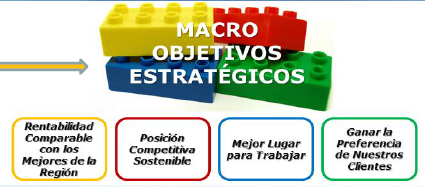 MACRO
OBJETIVOS
ESTRATÉGICOS
Rentabilidad
Comparable
con los
Mejores de la
Región
Posición
Competitiva
Sostenible
Mejor Lugar
para Trabajar
Ganar la
Preferencia
de Nuestros
Clientes